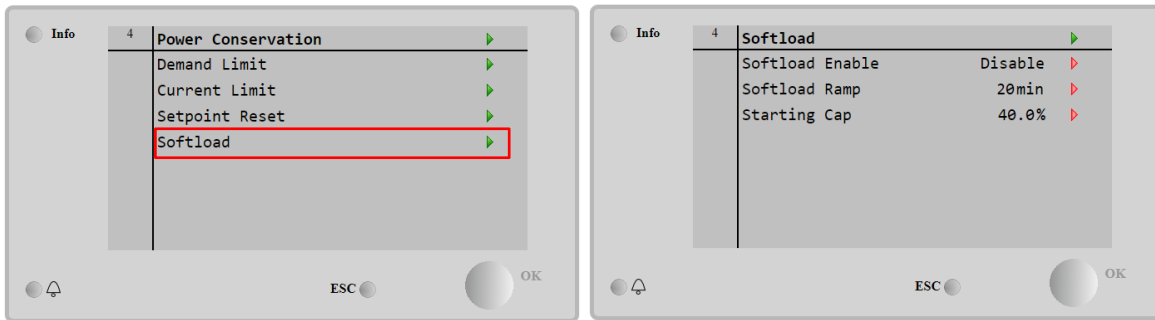 Info
4 Power Conservation
Demand Limit
Current Limit
Setpoint Reset
Softload
ESC
OK
Info
4 Softload
Softload Enable Disable
Softload Ramp 20min
Starting Cap 40.0%
ESC
OK